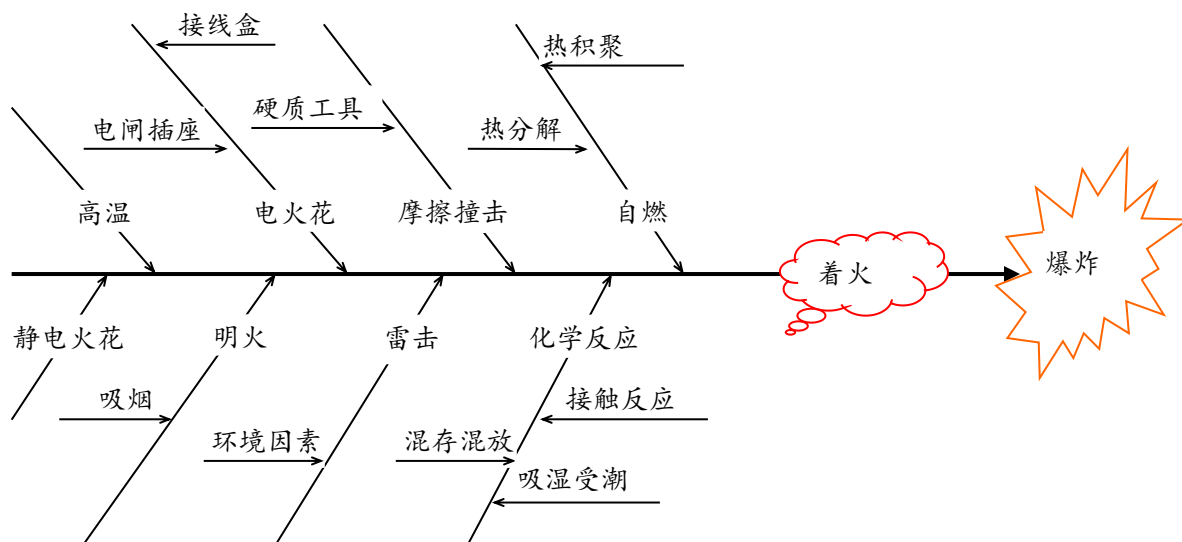 接线盒
热积聚
硬质工具
电闸插座
热分解
高温
电火花
摩擦撞击
自燃
着火
爆炸
静电火花
明火
雷击
化学反应
吸烟
接触反应
环境因素
混存混放
吸湿受潮